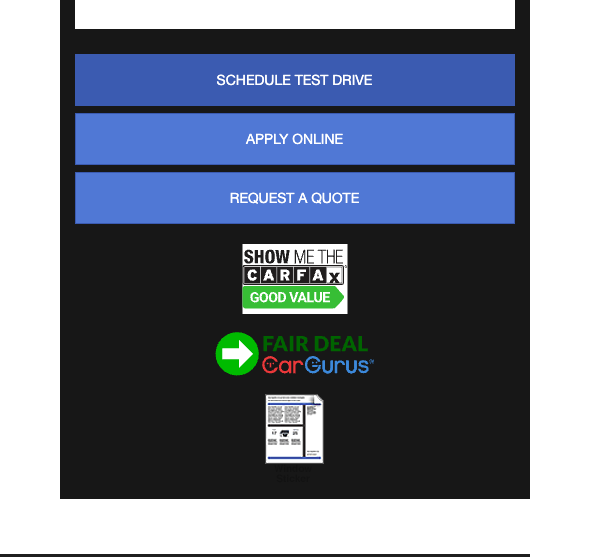 SCHEDULE TEST DRIVE
APPLY ONLINE
REQUEST A QUOTE
SHOW ME THE
CARFAX
GOOD VALUE
FAIR DEAL
CarGurus®